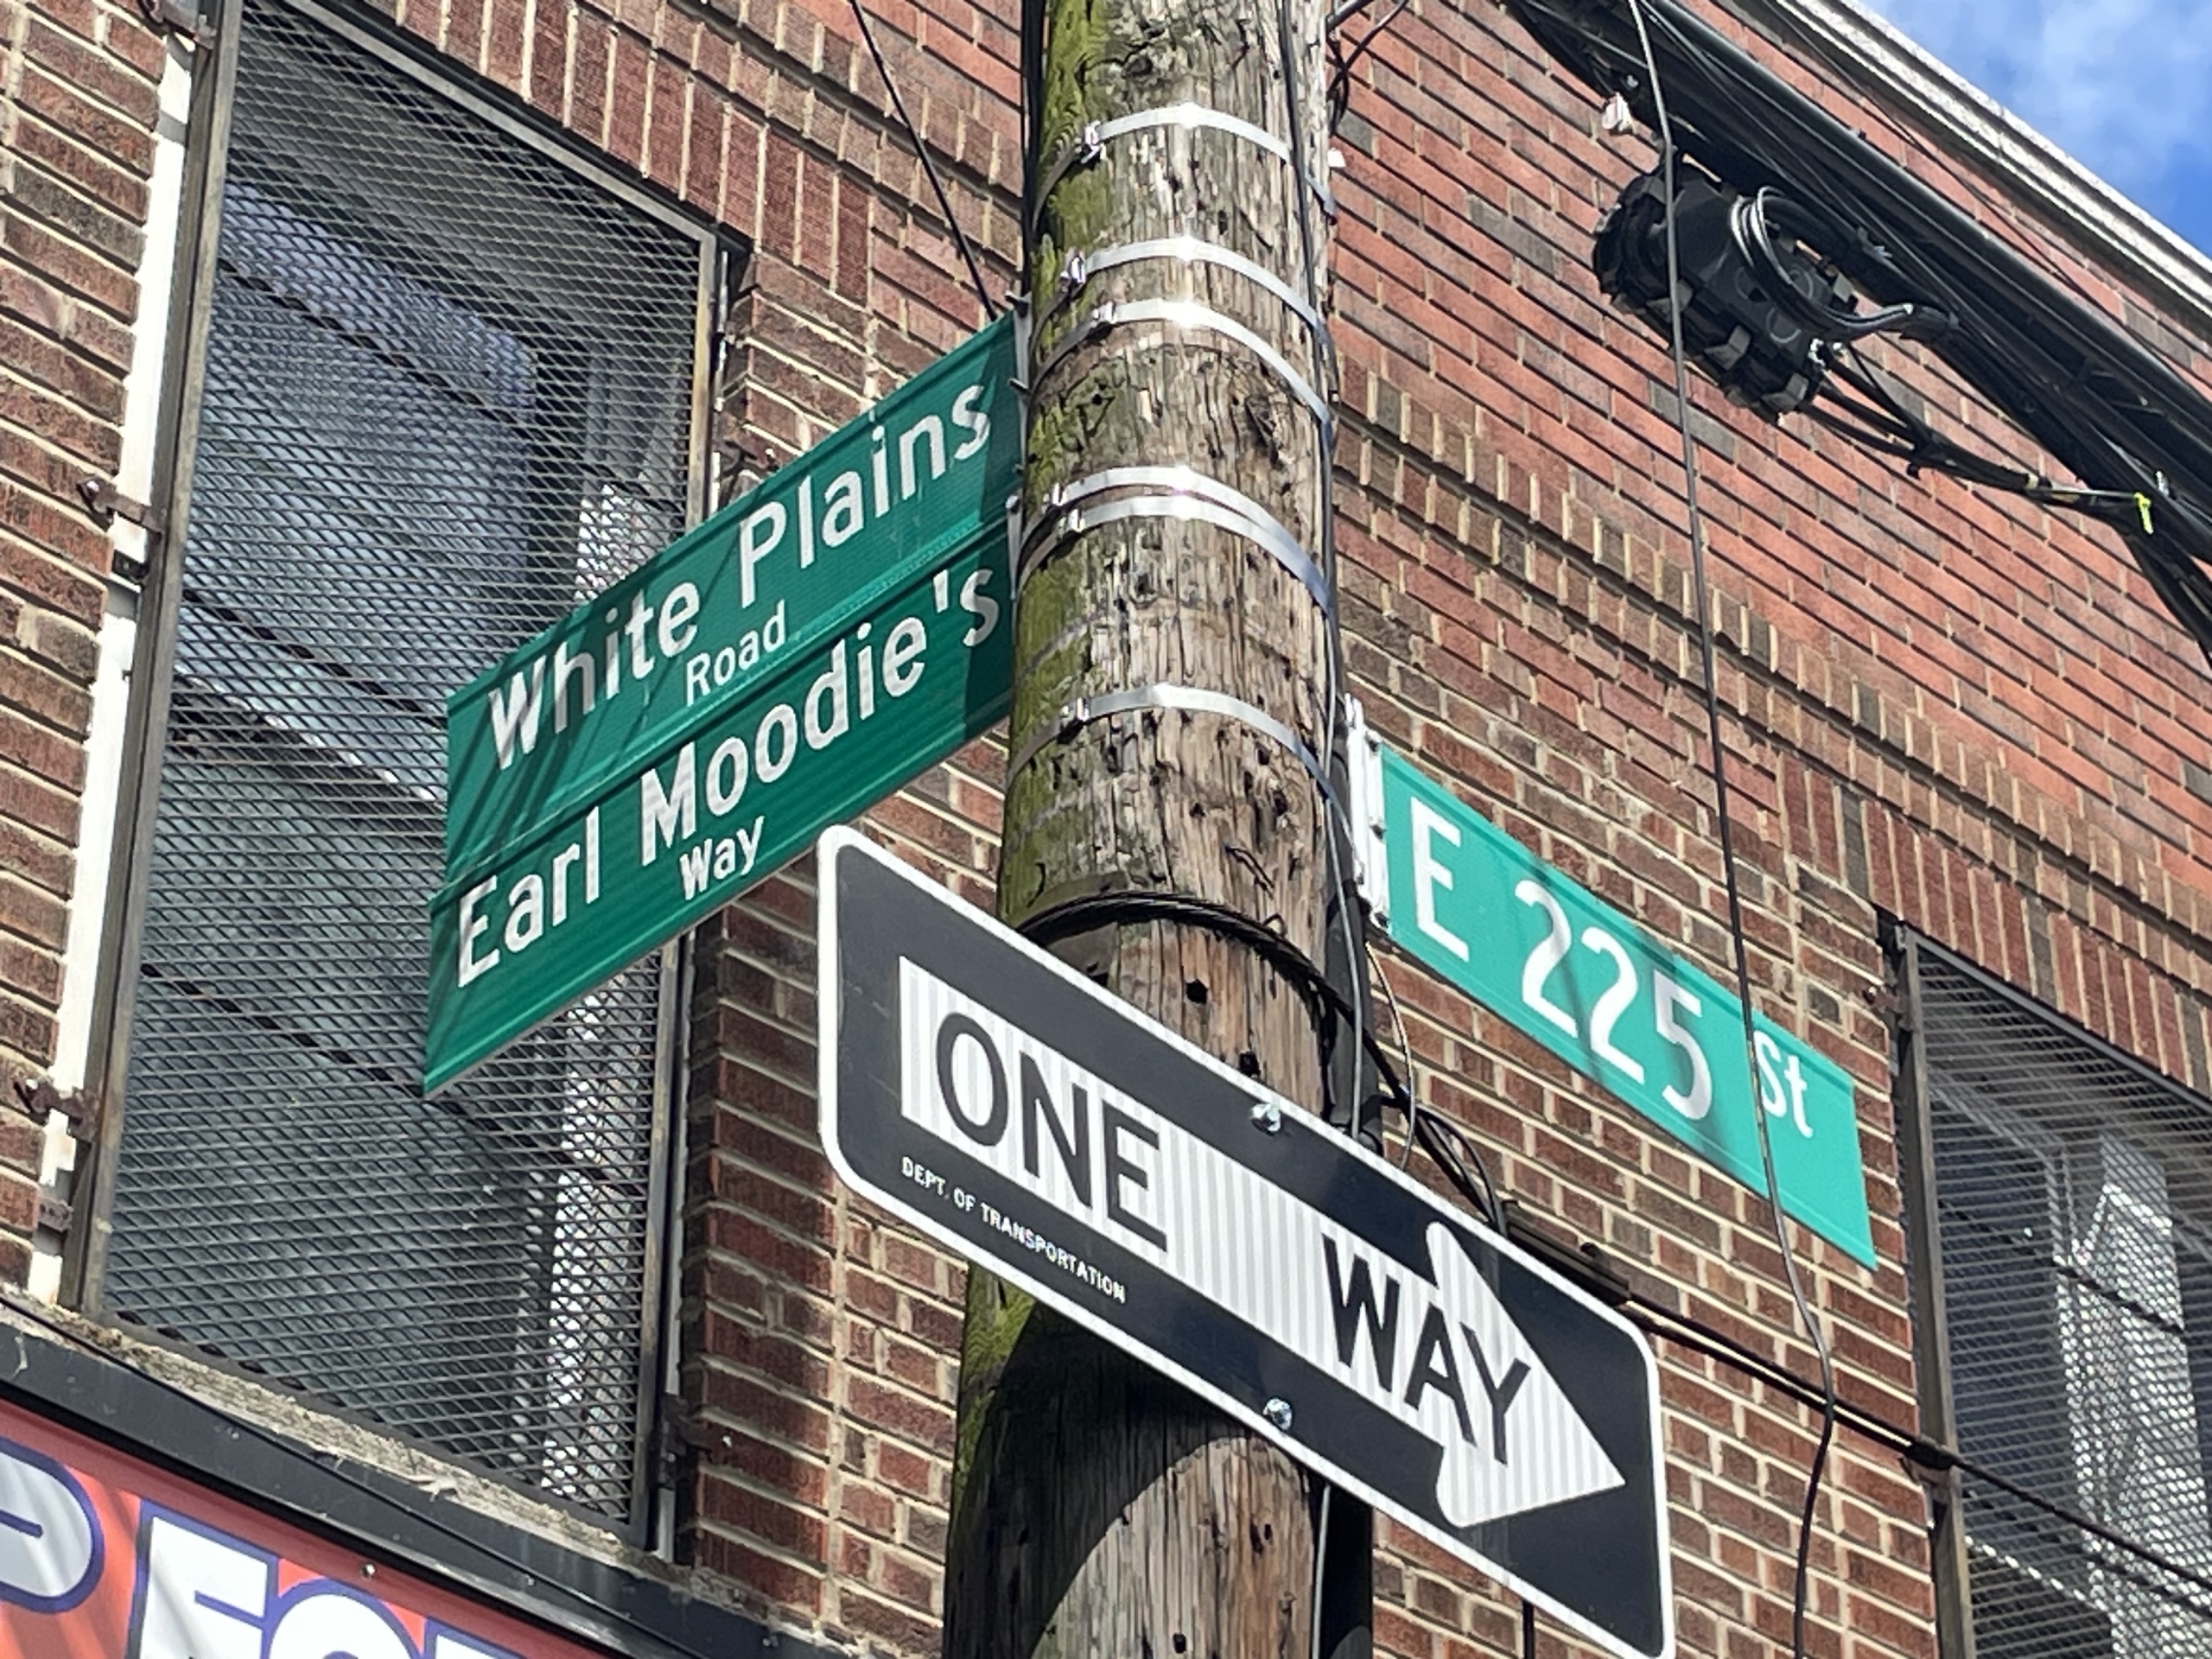 White Plains
Road
Earl Moodie's
Way
E 225 St
ONE WAY
DEPT. OF TRANSPORTATION